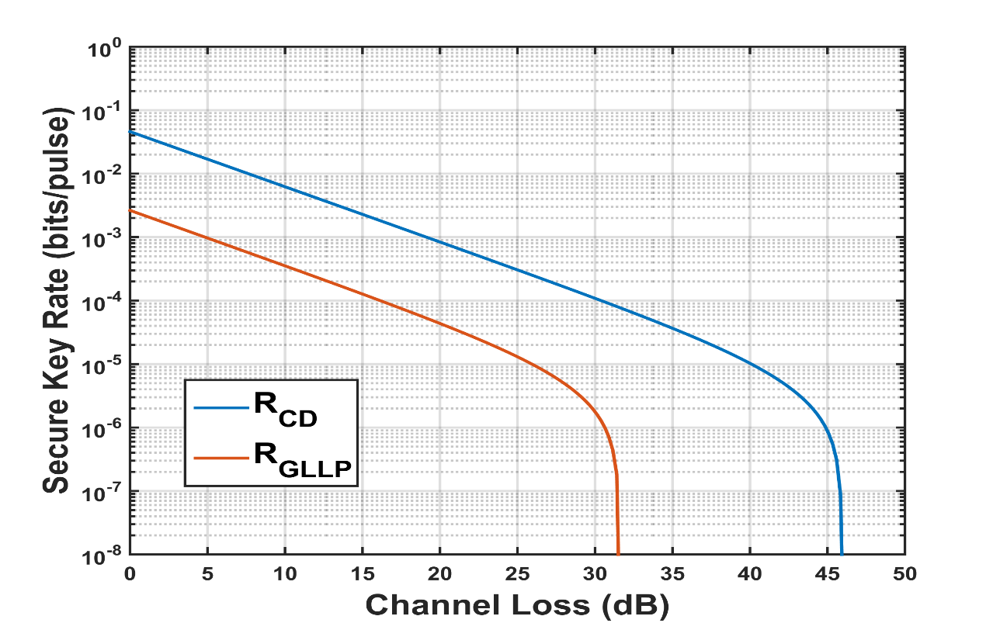 Secure Key Rate (bits/pulse)
10^0
10^-1
10^-2
10^-3
10^-4
10^-5
10^-6
10^-7
10^-8
R_CD
R_GLLP
0 5 10 15 20 25 30 35 40 45 50
Channel Loss (dB)